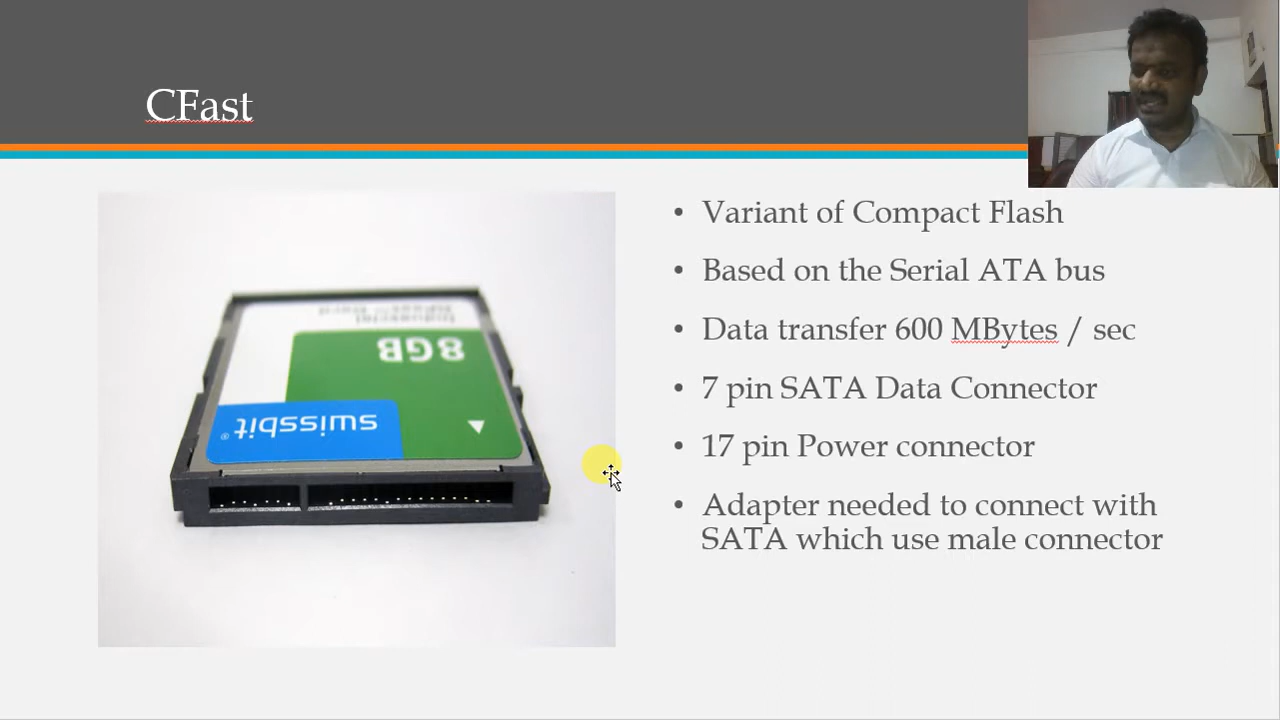 CFast
Variant of Compact Flash
Based on the Serial ATA bus
Data transfer 600 MBytes / sec
7 pin SATA Data Connector
17 pin Power connector
Adapter needed to connect with
SATA which use male connector
8GB
swissbit®